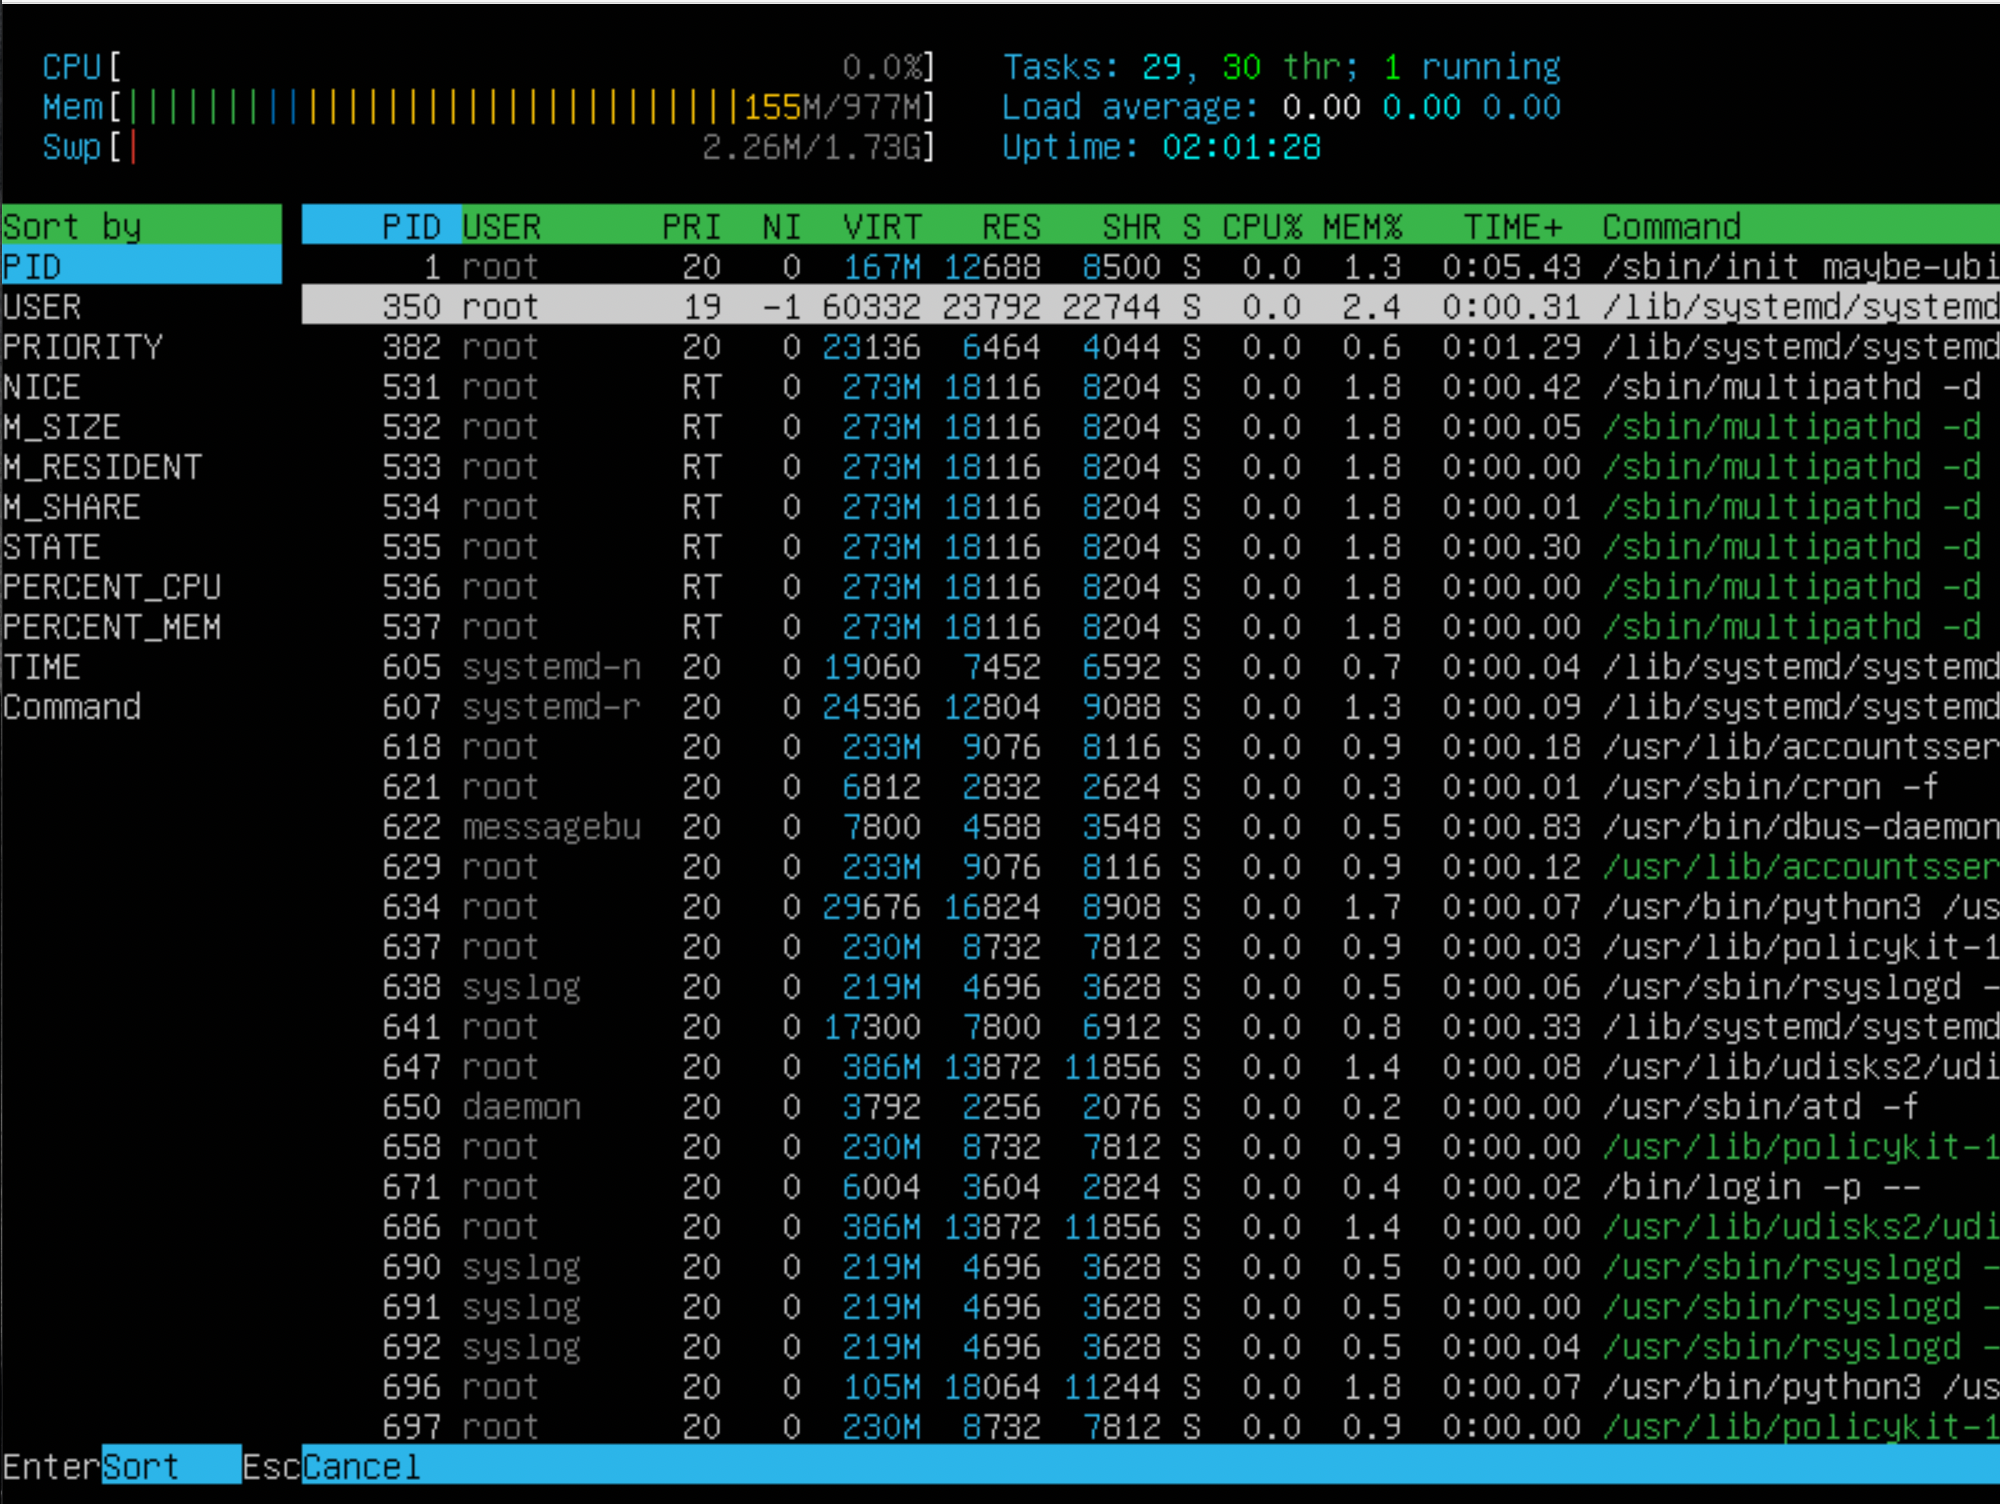 CPU[ 0.0%] Tasks: 29, 30 thr; 1 running
Mem[||||||||||||||||||||||||||||||||155M/977M] Load average: 0.00 0.00 0.00
Swp[| 2.26M/1.73G] Uptime: 02:01:28
Sort by PID USER PRI NI VIRT RES SHR S CPU% MEM% TIME+ Command
PID 1 root 20 0 167M 12688 8500 S 0.0 1.3 0:05.43 /sbin/init maybe-ubi
USER 350 root 19 -1 60332 23792 22744 S 0.0 2.4 0:00.31 /lib/systemd/systemd
PRIORITY 382 root 20 0 23136 6464 4044 S 0.0 0.6 0:01.29 /lib/systemd/systemd
NICE 531 root RT 0 273M 18116 8204 S 0.0 1.8 0:00.42 /sbin/multipathd -d
M_SIZE 532 root RT 0 273M 18116 8204 S 0.0 1.8 0:00.05 /sbin/multipathd -d
M_RESIDENT 533 root RT 0 273M 18116 8204 S 0.0 1.8 0:00.00 /sbin/multipathd -d
M_SHARE 534 root RT 0 273M 18116 8204 S 0.0 1.8 0:00.01 /sbin/multipathd -d
STATE 535 root RT 0 273M 18116 8204 S 0.0 1.8 0:00.30 /sbin/multipathd -d
PERCENT_CPU 536 root RT 0 273M 18116 8204 S 0.0 1.8 0:00.00 /sbin/multipathd -d
PERCENT_MEM 537 root RT 0 273M 18116 8204 S 0.0 1.8 0:00.00 /sbin/multipathd -d
TIME 605 systemd-n 20 0 19060 7452 6592 S 0.0 0.7 0:00.04 /lib/systemd/systemd
Command 607 systemd-r 20 0 24536 12804 9088 S 0.0 1.3 0:00.09 /lib/systemd/systemd
618 root 20 0 233M 9076 8116 S 0.0 0.9 0:00.18 /usr/lib/accountsser
621 root 20 0 6812 2832 2624 S 0.0 0.3 0:00.01 /usr/sbin/cron -f
622 messagebu 20 0 7800 4588 3548 S 0.0 0.5 0:00.83 /usr/bin/dbus-daemon
629 root 20 0 233M 9076 8116 S 0.0 0.9 0:00.12 /usr/lib/accountsser
634 root 20 0 29676 16824 8908 S 0.0 1.7 0:00.07 /usr/bin/python3 /us
637 root 20 0 230M 8732 7812 S 0.0 0.9 0:00.03 /usr/lib/policykit-1
638 syslog 20 0 219M 4696 3628 S 0.0 0.5 0:00.06 /usr/sbin/rsyslogd -
641 root 20 0 17300 7800 6912 S 0.0 0.8 0:00.33 /lib/systemd/systemd
647 root 20 0 386M 13872 11856 S 0.0 1.4 0:00.08 /usr/lib/udisks2/udi
650 daemon 20 0 3792 2256 2076 S 0.0 0.2 0:00.00 /usr/sbin/atd -f
658 root 20 0 230M 8732 7812 S 0.0 0.9 0:00.00 /usr/lib/policykit-1
671 root 20 0 6004 3604 2824 S 0.0 0.4 0:00.02 /bin/login -p --
686 root 20 0 386M 13872 11856 S 0.0 1.4 0:00.00 /usr/lib/udisks2/udi
690 syslog 20 0 219M 4696 3628 S 0.0 0.5 0:00.00 /usr/sbin/rsyslogd -
691 syslog 20 0 219M 4696 3628 S 0.0 0.5 0:00.00 /usr/sbin/rsyslogd -
692 syslog 20 0 219M 4696 3628 S 0.0 0.5 0:00.04 /usr/sbin/rsyslogd -
696 root 20 0 105M 18064 11244 S 0.0 1.8 0:00.07 /usr/bin/python3 /us
697 root 20 0 230M 8732 7812 S 0.0 0.9 0:00.00 /usr/lib/policykit-1
EnterSort EscCancel